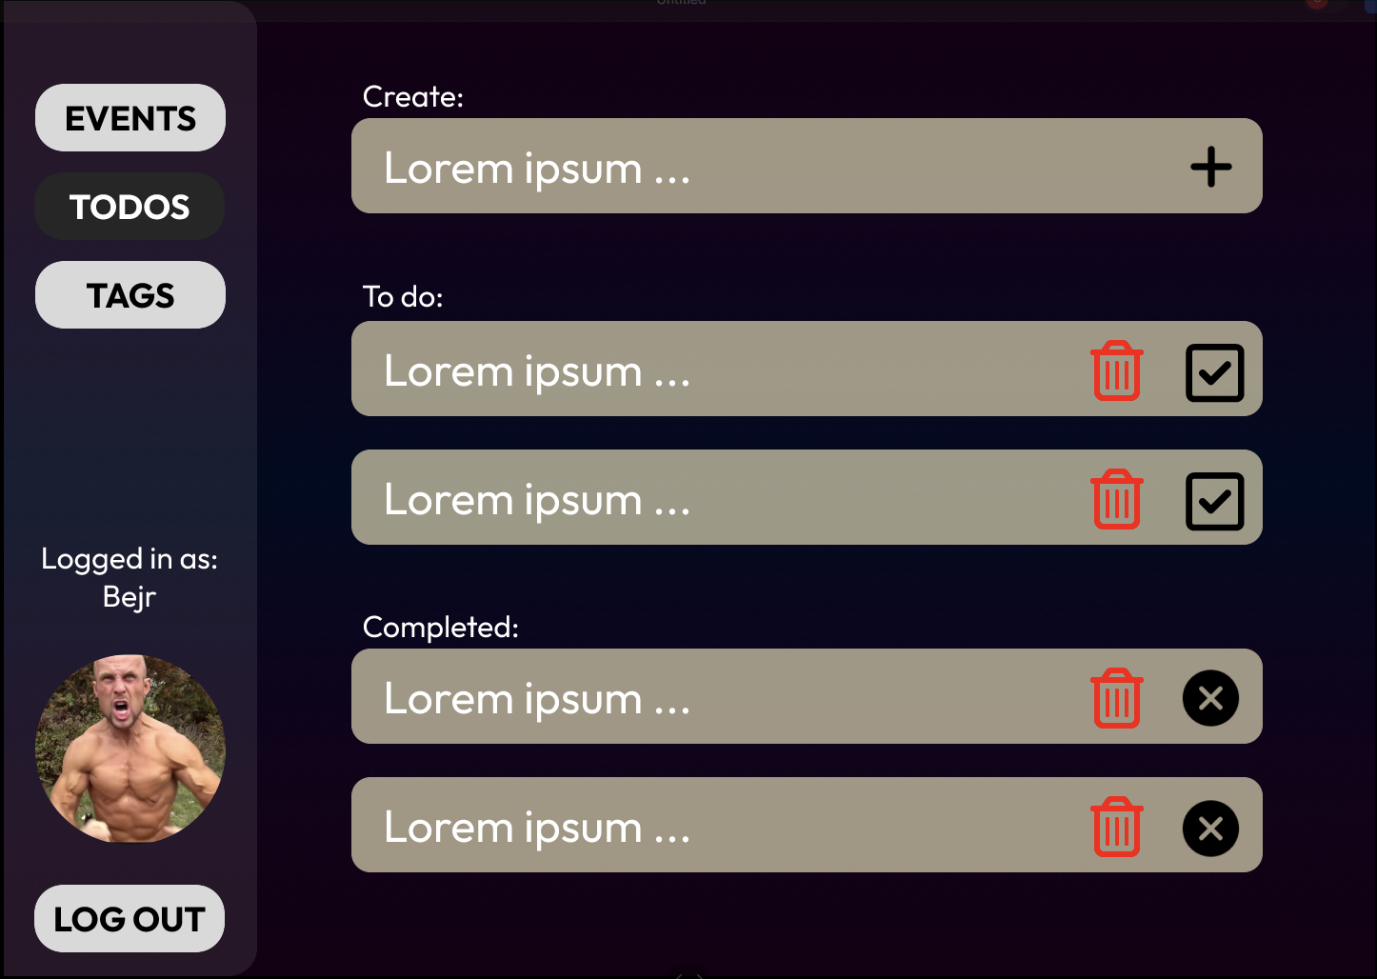 Untitled
EVENTS
TODOS
TAGS
Logged in as:
Bejr
LOG OUT
Create:
Lorem ipsum ...
To do:
Lorem ipsum ...
Lorem ipsum ...
Completed:
Lorem ipsum ...
Lorem ipsum ...